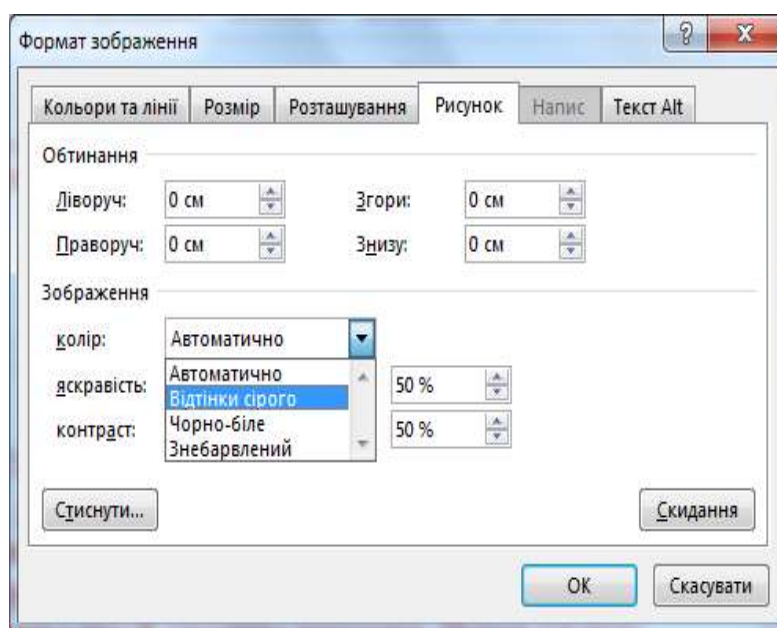 Формат зображення
Кольори та лінії Розмір Розташування Рисунок Напис Текст Alt
Обтинання
Ліворуч: 0 см Згори: 0 см
Праворуч: 0 см Знизу: 0 см
Зображення
колір: Автоматично
Автоматично
яскравість: Відтінки сірого 50 %
Чорно-біле
контраст: Знебарвлений 50 %
Стиснути... Скидання
ОК Скасувати